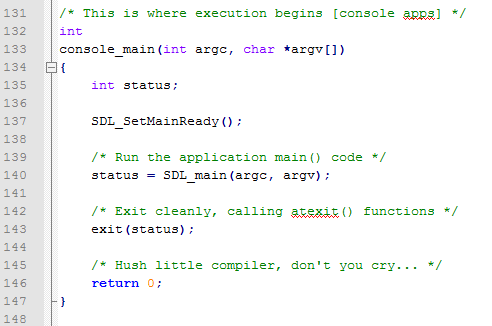 131 /* This is where execution begins [console apps] */
132 int
133 console_main(int argc, char *argv[])
134 {
135 int status;
136
137 SDL_SetMainReady();
138
139 /* Run the application main() code */
140 status = SDL_main(argc, argv);
141
142 /* Exit cleanly, calling atexit() functions */
143 exit(status);
144
145 /* Hush little compiler, don't you cry... */
146 return 0;
147 }
148